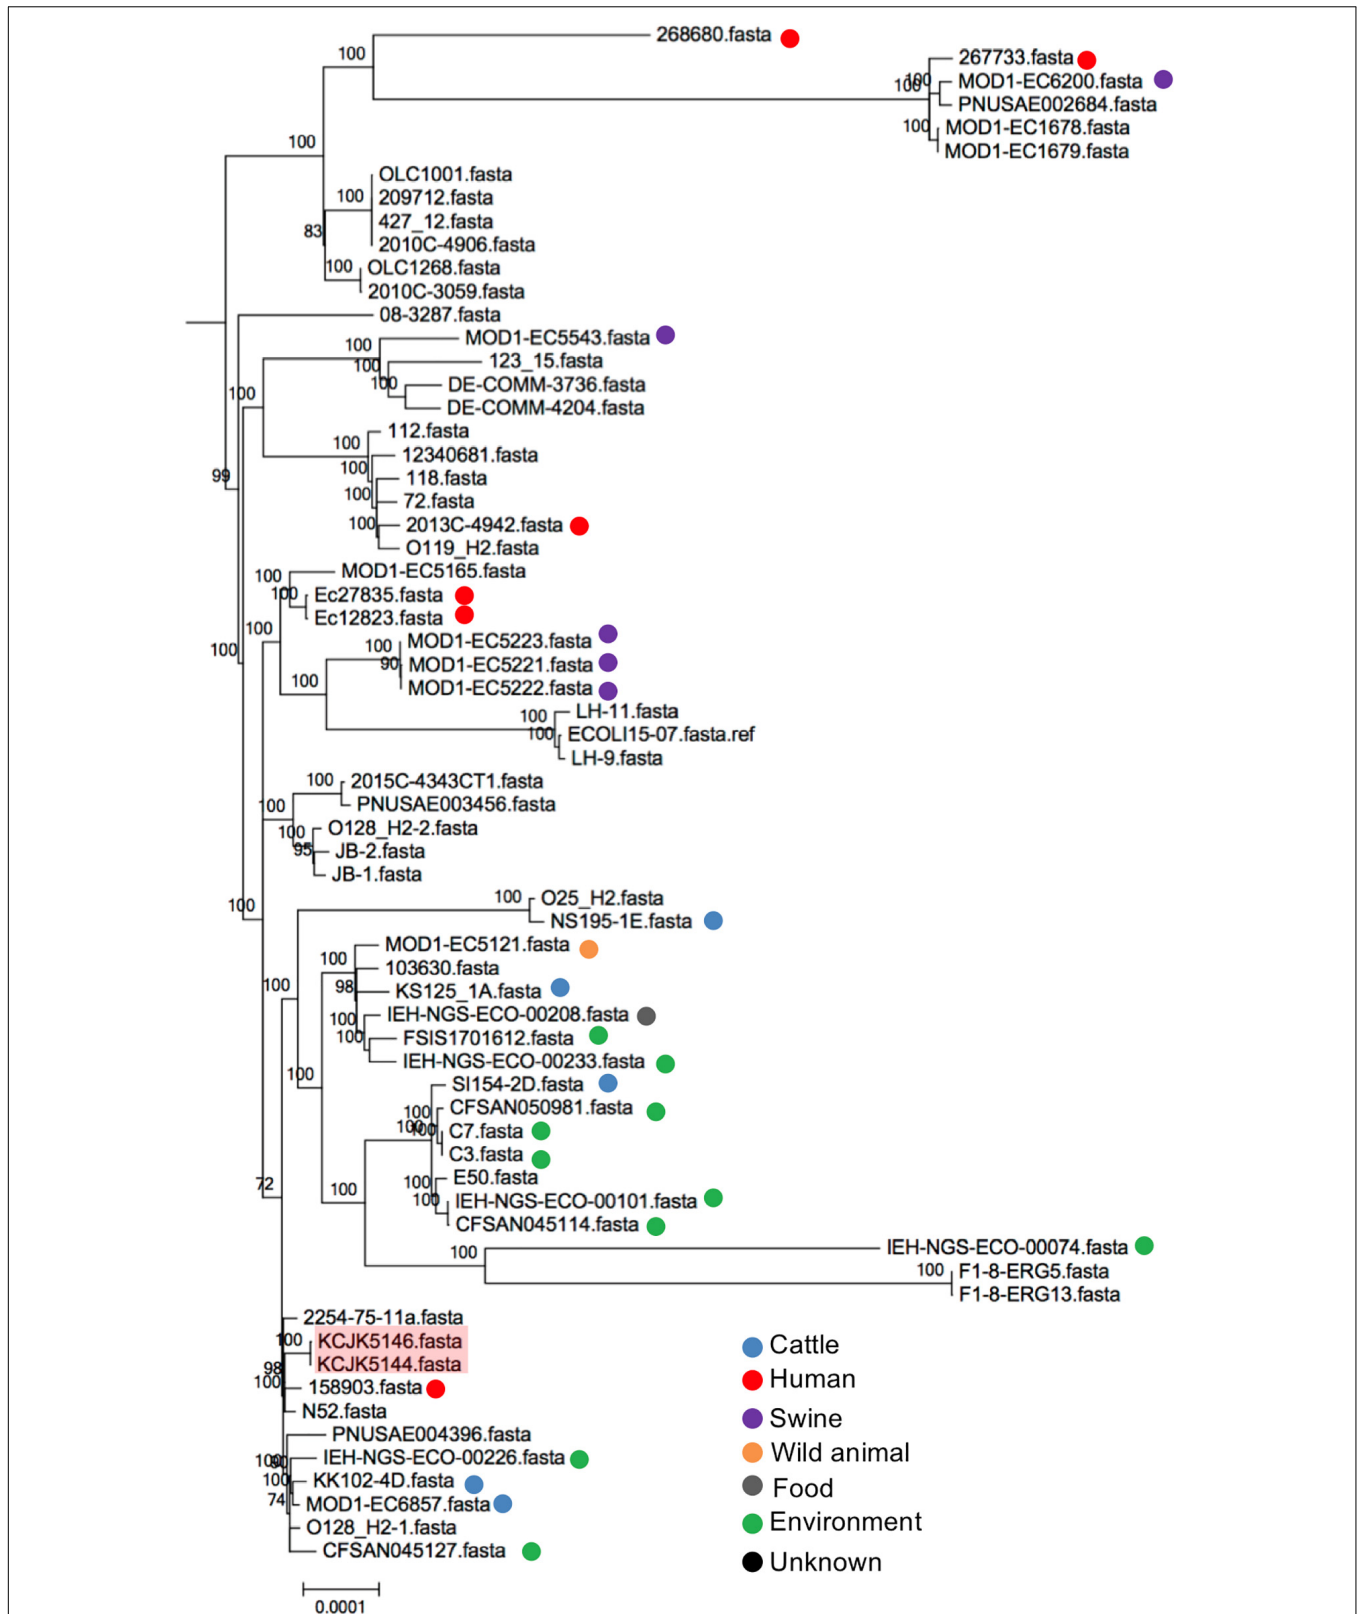 100
268680.fasta
267733.fasta
100
100
MOD1-EC6200.fasta
PNUSAE002684.fasta
100
MOD1-EC1678.fasta
MOD1-EC1679.fasta
100
OLC1001.fasta
100
209712.fasta
427_12.fasta
83
2010C-4906.fasta
100
OLC1268.fasta
2010C-3059.fasta
08-3287.fasta
100
MOD1-EC5543.fasta
100
123_15.fasta
100
DE-COMM-3736.fasta
100
DE-COMM-4204.fasta
112.fasta
100
12340681.fasta
100
99
118.fasta
100
72.fasta
100
2013C-4942.fasta
O119_H2.fasta
100
MOD1-EC5165.fasta
100
Ec27835.fasta
Ec12823.fasta
100
100
MOD1-EC5223.fasta
100
90
MOD1-EC5221.fasta
100
MOD1-EC5222.fasta
100
LH-11.fasta
100
ECOLI15-07.fasta.ref
LH-9.fasta
100
2015C-4343CT1.fasta
100
PNUSAE003456.fasta
100
O128_H2-2.fasta
95
JB-2.fasta
JB-1.fasta
100
100
O25_H2.fasta
NS195-1E.fasta
MOD1-EC5121.fasta
100
103630.fasta
100
98
KS125_1A.fasta
100
IEH-NGS-ECO-00208.fasta
100
FSIS1701612.fasta
IEH-NGS-ECO-00233.fasta
100
SI154-2D.fasta
100
CFSAN050981.fasta
100
100
C7.fasta
C3.fasta
100
100
E50.fasta
72
100
IEH-NGS-ECO-00101.fasta
CFSAN045114.fasta
100
IEH-NGS-ECO-00074.fasta
100
F1-8-ERG5.fasta
F1-8-ERG13.fasta
2254-75-11a.fasta
100
KCJK5146.fasta
98
KCJK5144.fasta
100
158903.fasta
N52.fasta
PNUSAE004396.fasta
100
90
IEH-NGS-ECO-00226.fasta
100
KK102-4D.fasta
74
MOD1-EC6857.fasta
O128_H2-1.fasta
CFSAN045127.fasta
Cattle
Human
Swine
Wild animal
Food
Environment
Unknown
0.0001